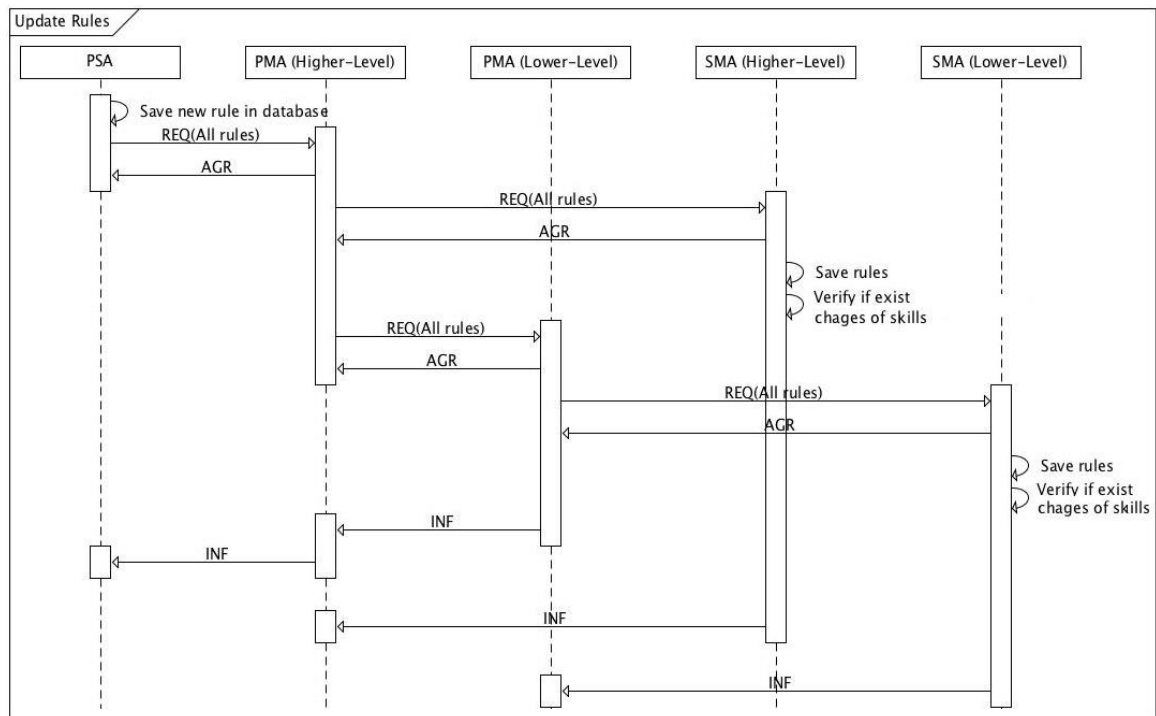 Update Rules
PSA
PMA (Higher-Level)
PMA (Lower-Level)
SMA (Higher-Level)
SMA (Lower-Level)
Save new rule in database
REQ(All rules)
AGR
REQ(All rules)
AGR
Save rules
Verify if exist
chages of skills
REQ(All rules)
AGR
REQ(All rules)
AGR
Save rules
Verify if exist
chages of skills
INF
INF
INF
INF